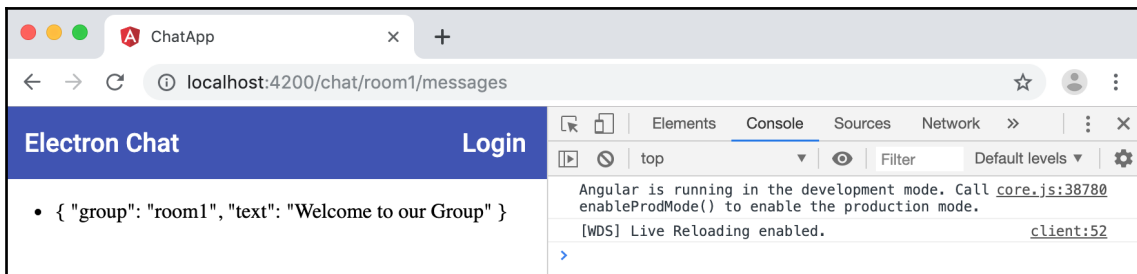 ChatApp
localhost:4200/chat/room1/messages
Electron Chat Login
• { "group": "room1", "text": "Welcome to our Group" }
Elements Console Sources Network »
top Filter Default levels ▼
Angular is running in the development mode. Call core.js:38780
enableProdMode() to enable the production mode.
[WDS] Live Reloading enabled. client:52
>